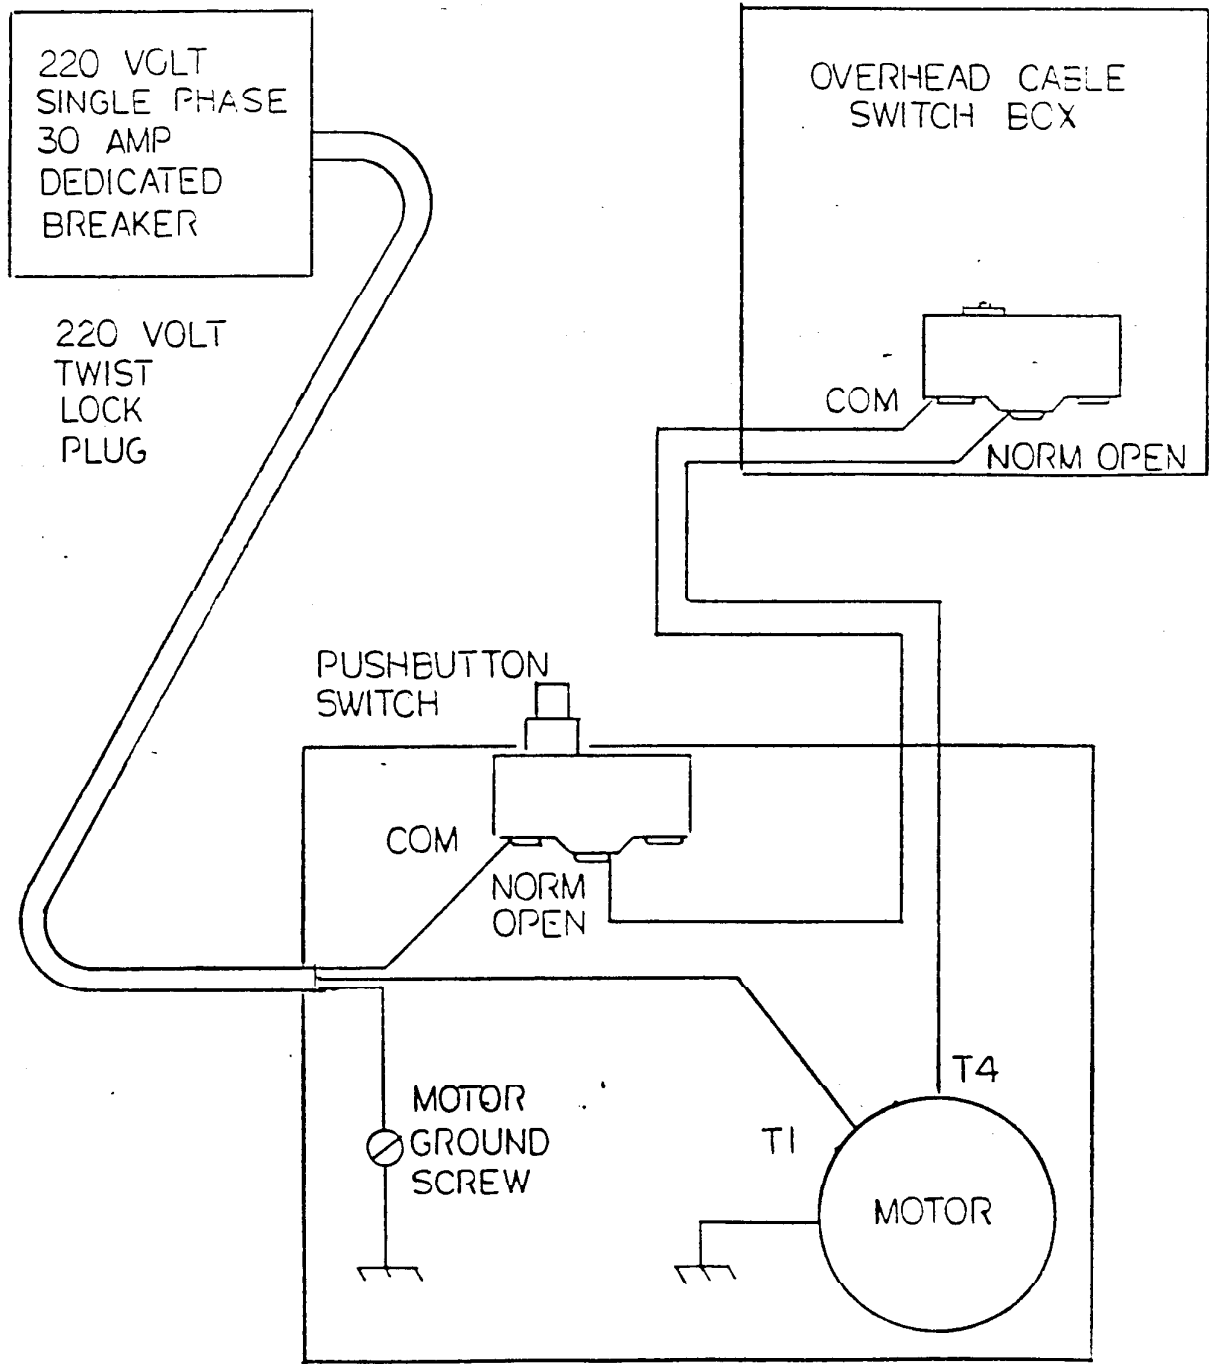 220 VOLT
SINGLE PHASE
30 AMP
DEDICATED
BREAKER
220 VOLT
TWIST
LOCK
PLUG
OVERHEAD CABLE
SWITCH BOX
COM
NORM OPEN
PUSHBUTTON
SWITCH
COM
NORM
OPEN
MOTOR
GROUND
SCREW
T4
T1
MOTOR